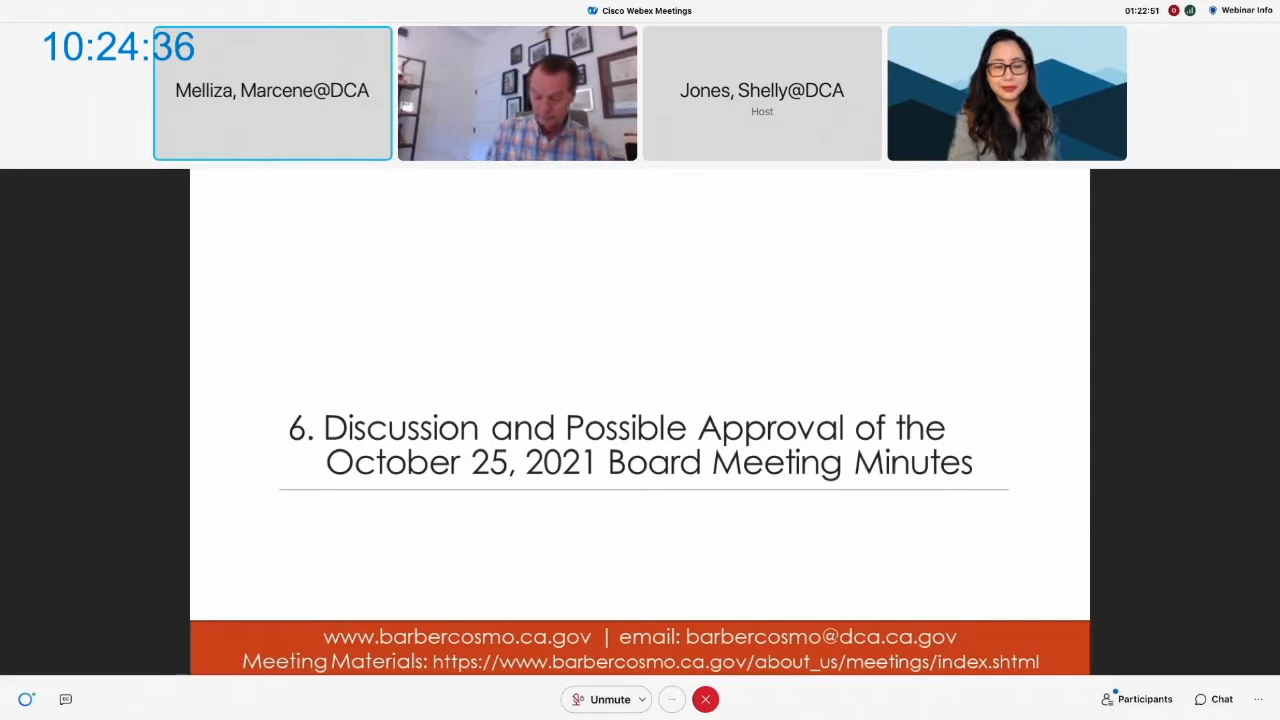 Cisco Webex Meetings
01:22:51
Webinar Info
10:24:36
Melliza, Marcene@DCA
Jones, Shelly@DCA
Host
6. Discussion and Possible Approval of the
October 25, 2021 Board Meeting Minutes
www.barbercosmo.ca.gov | email: barbercosmo@dca.ca.gov
Meeting Materials: https://www.barbercosmo.ca.gov/about_us/meetings/index.shtml
Unmute
Participants
Chat